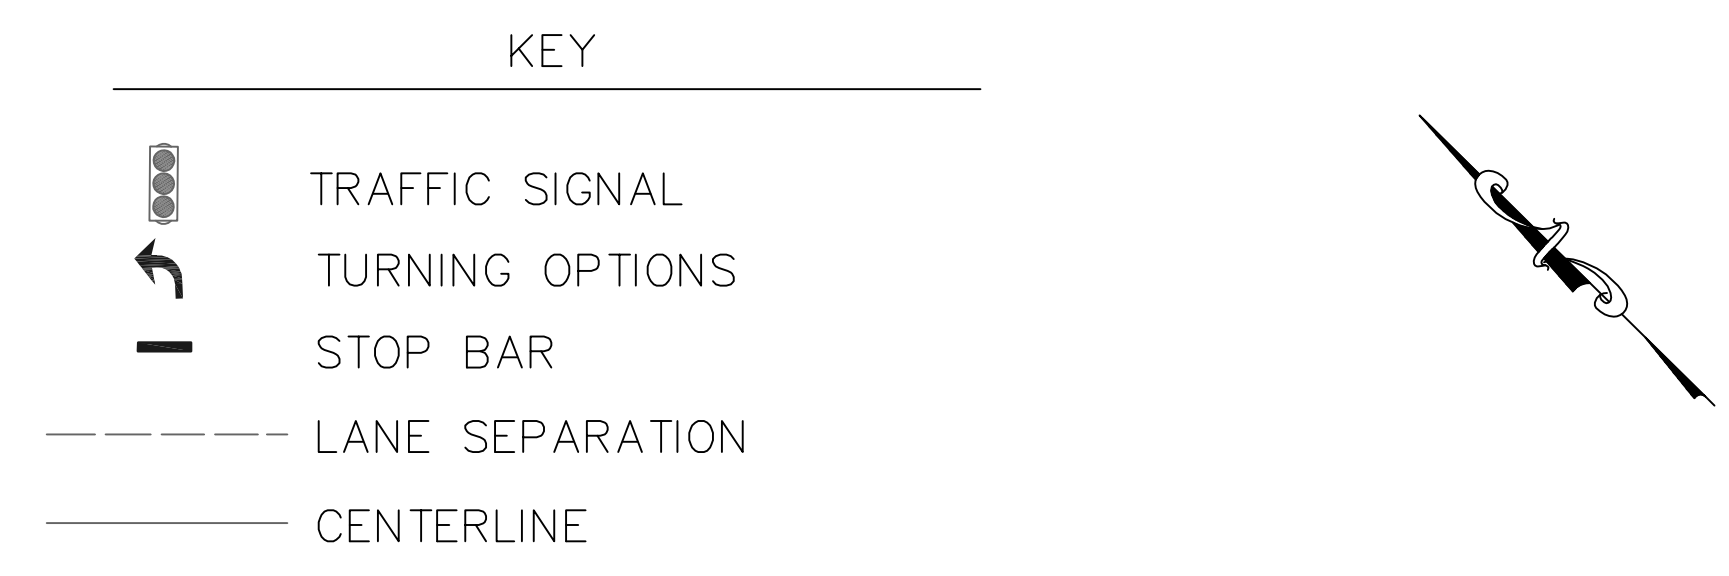 KEY
TRAFFIC SIGNAL
TURNING OPTIONS
STOP BAR
LANE SEPARATION
CENTERLINE